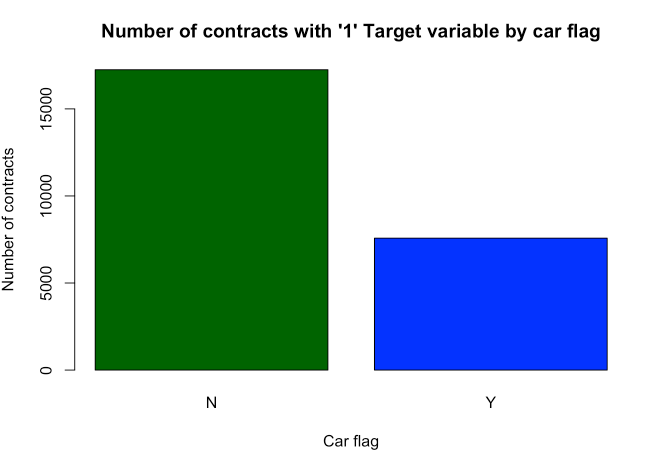 Number of contracts with '1' Target variable by car flag
Number of contracts
15000
10000
5000
0
N Y
Car flag